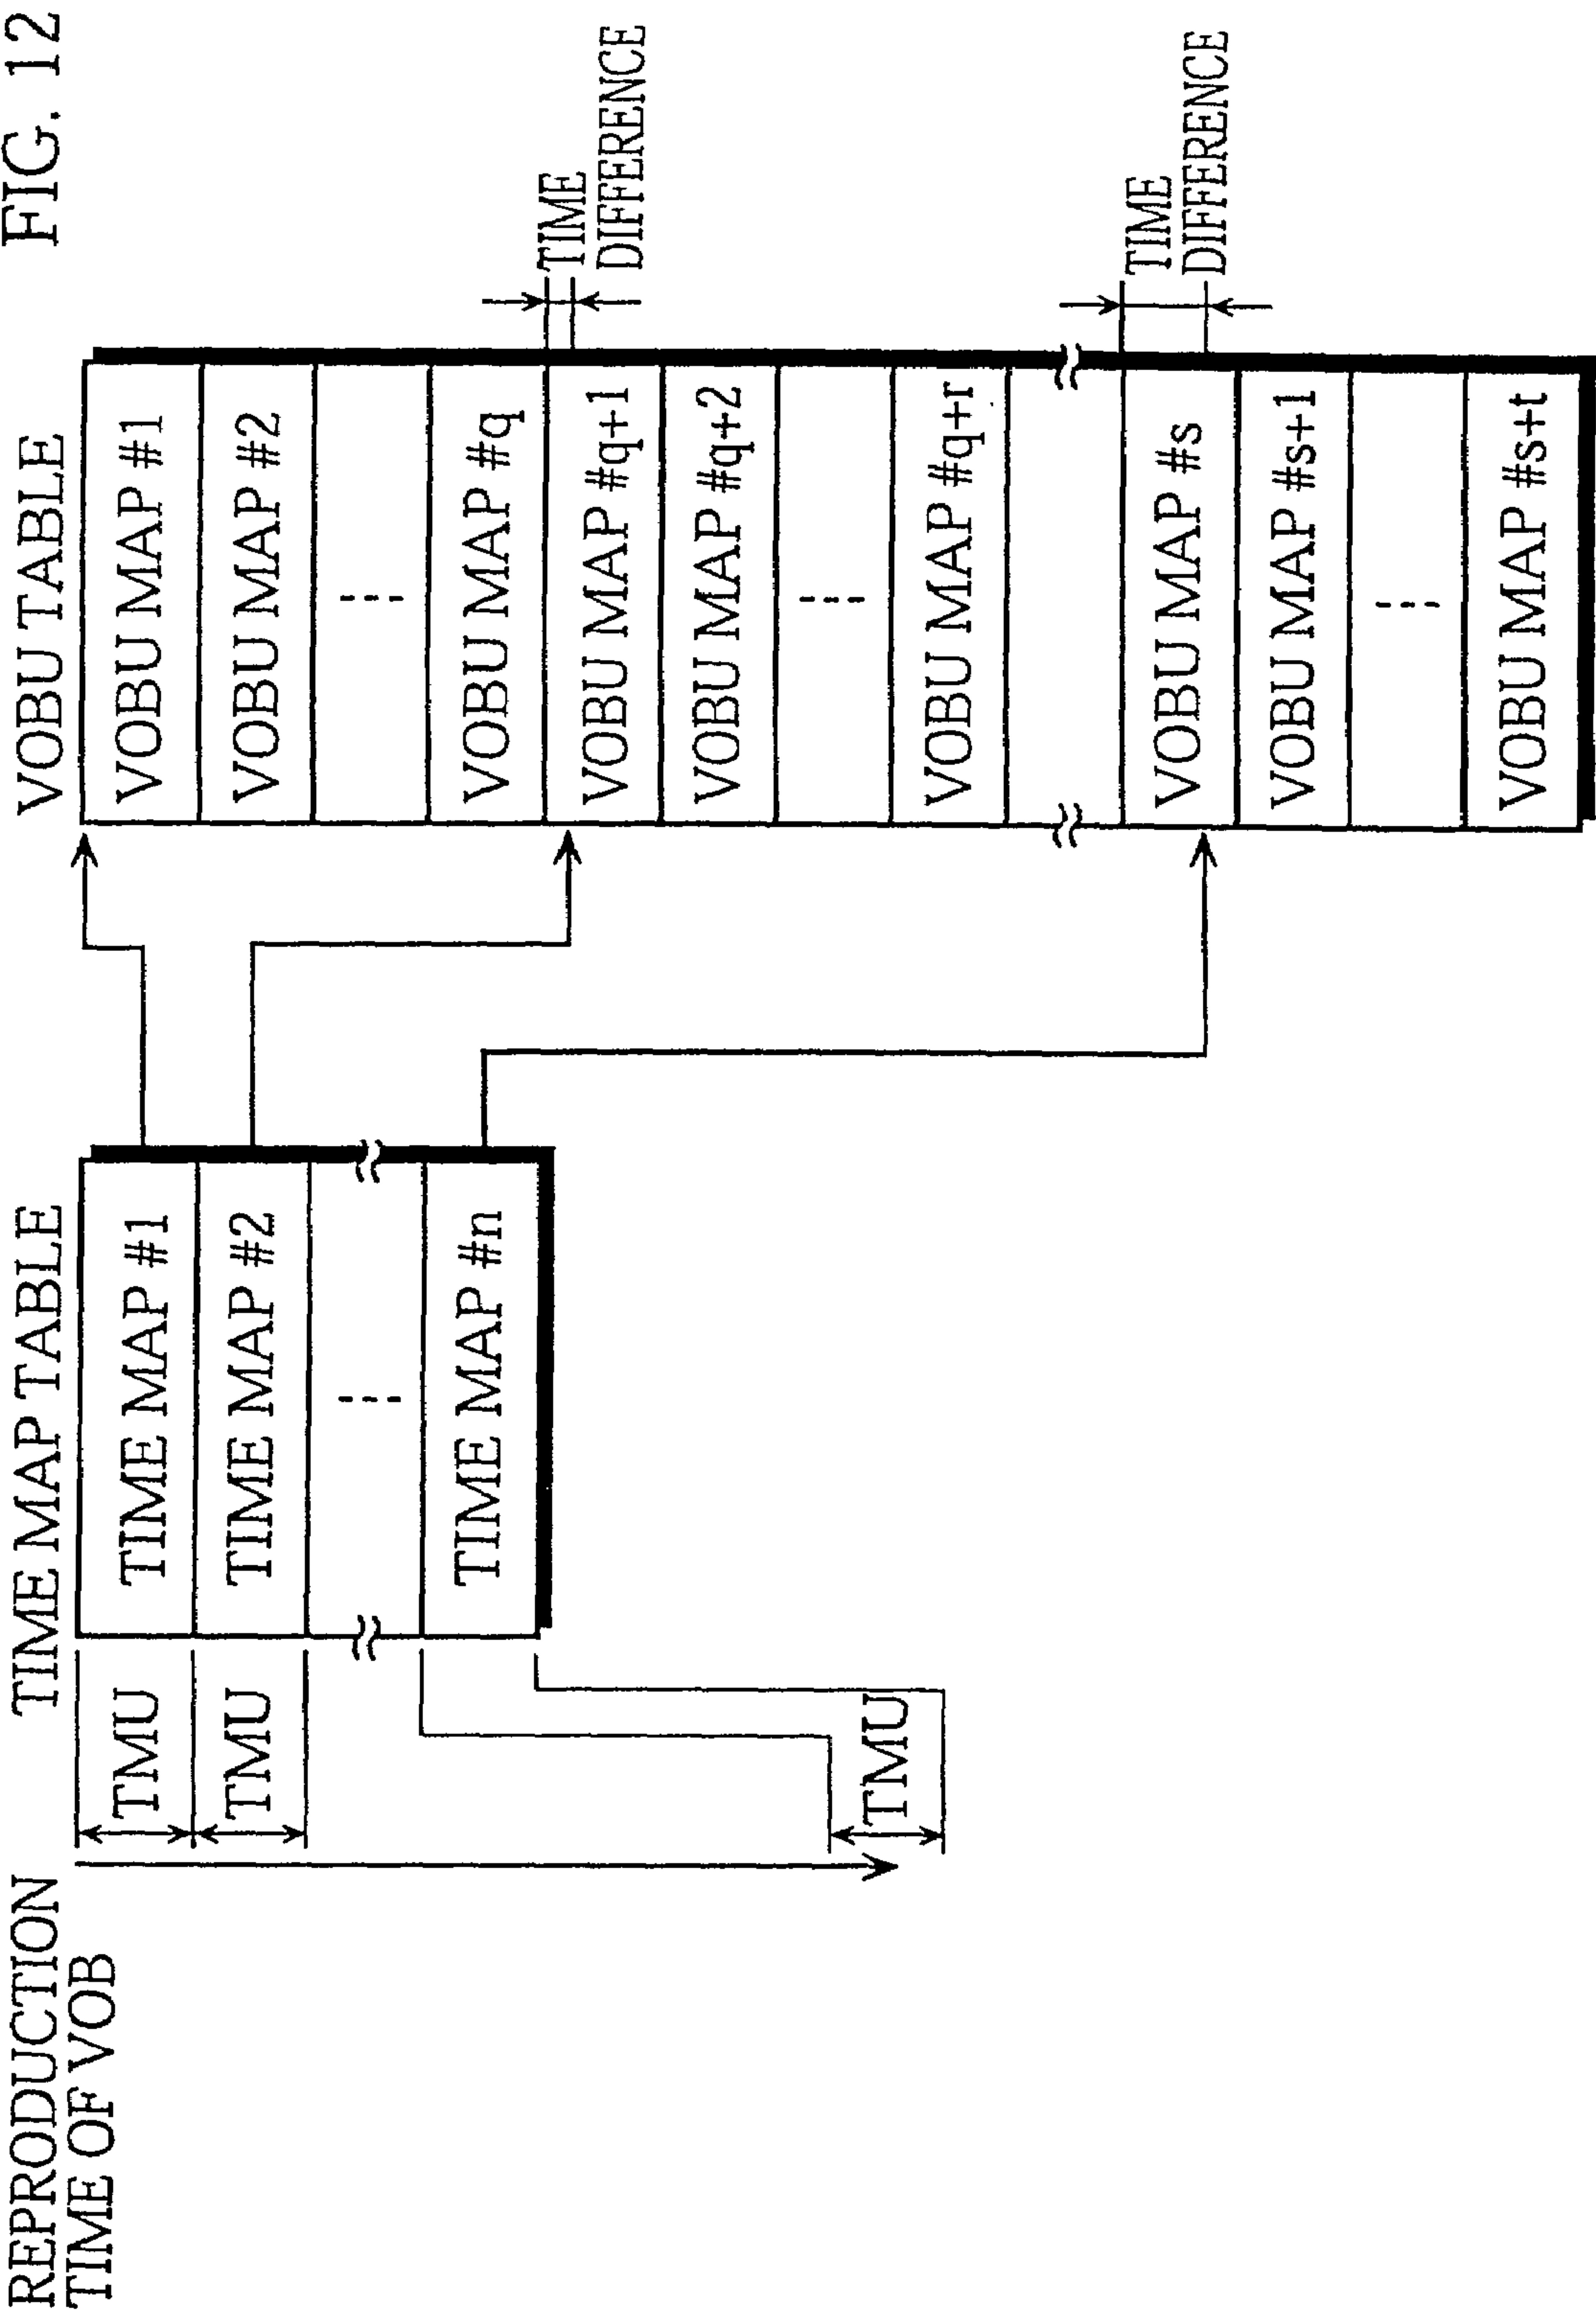 FIG. 12
REPRODUCTION
TIME OF VOB
TMU
TMU
TMU
TIME MAP TABLE
TIME MAP #1
TIME MAP #2
---
TIME MAP #n
VOBU TABLE
VOBU MAP #1
VOBU MAP #2
---
VOBU MAP #q
VOBU MAP #q+1
VOBU MAP #q+2
---
VOBU MAP #q+r
VOBU MAP #s
VOBU MAP #s+1
---
VOBU MAP #s+t
TIME
DIFFERENCE
TIME
DIFFERENCE